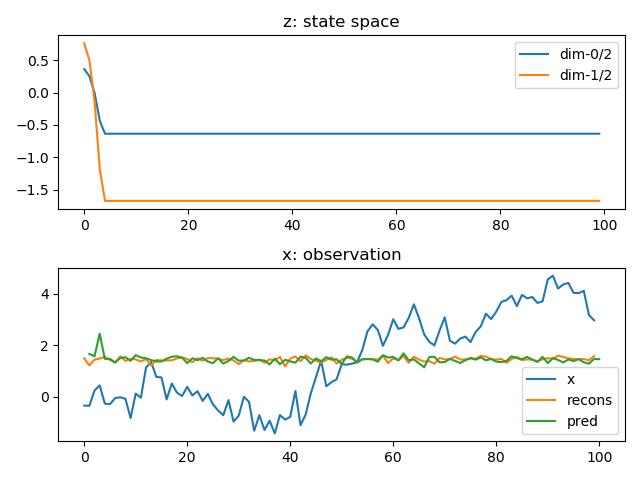 z: state space
0.5
0.0
−0.5
−1.0
−1.5
dim-0/2
dim-1/2
0 20 40 60 80 100
x: observation
4
2
0
x
recons
pred
0 20 40 60 80 100